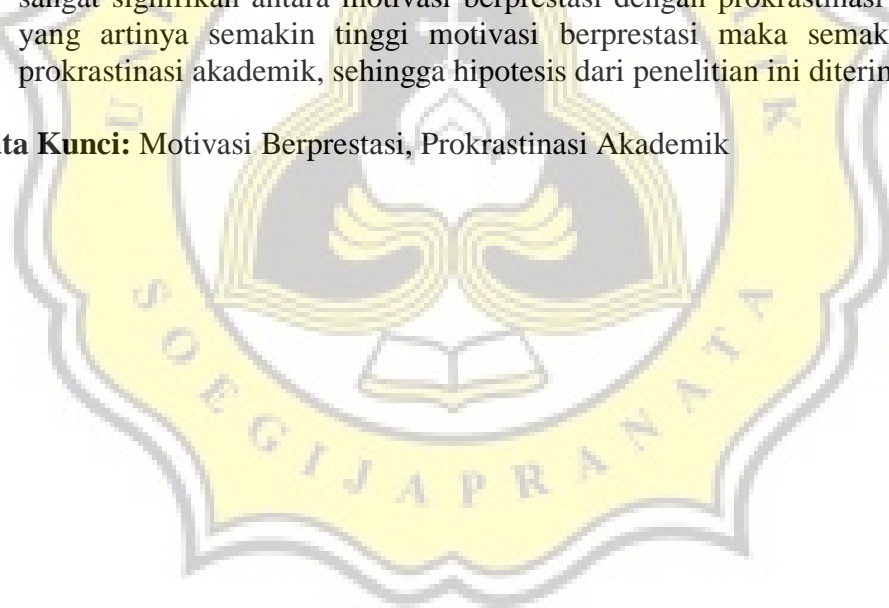 sangat signifikan antara motivasi berprestasi dengan prokrastinasi
yang artinya semakin tinggi motivasi berprestasi maka semak
prokrastinasi akademik, sehingga hipotesis dari penelitian ini diterin
ta Kunci: Motivasi Berprestasi, Prokrastinasi Akademik
SOEGIJAPRANATA